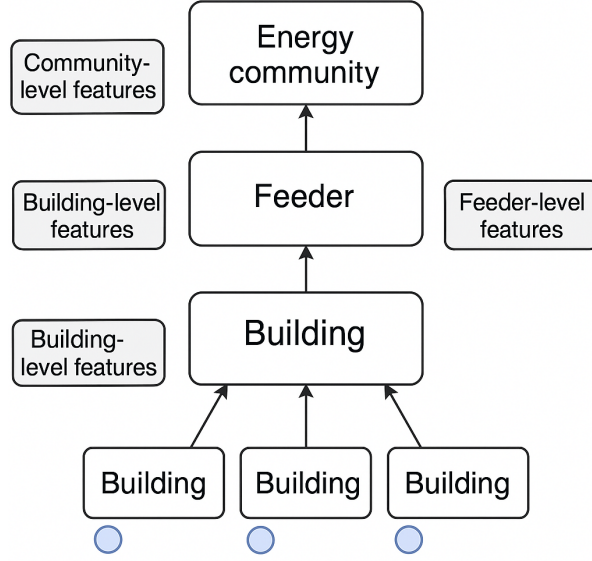 Energy
community
Community-
level features
Feeder
Building-level
features
Feeder-level
features
Building
Building-
level features
Building
Building
Building